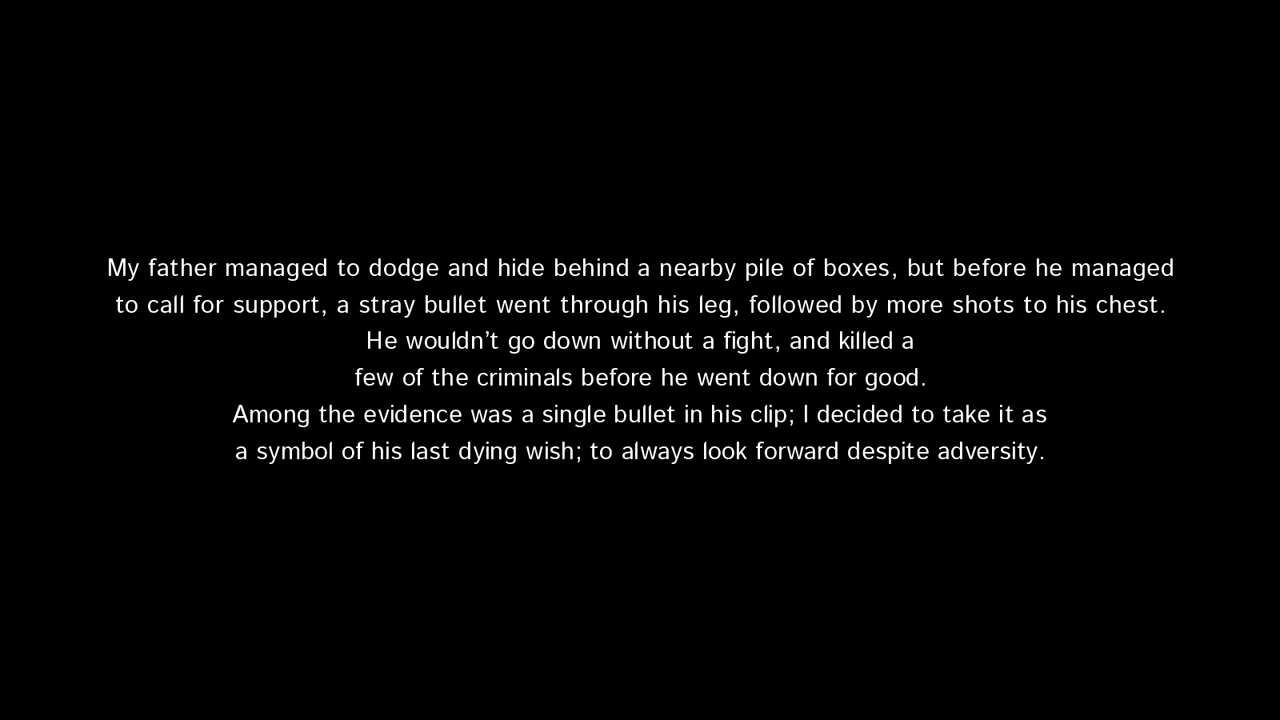 My father managed to dodge and hide behind a nearby pile of boxes, but before he managed
to call for support, a stray bullet went through his leg, followed by more shots to his chest.
He wouldn’t go down without a fight, and killed a
few of the criminals before he went down for good.
Among the evidence was a single bullet in his clip; I decided to take it as
a symbol of his last dying wish; to always look forward despite adversity.